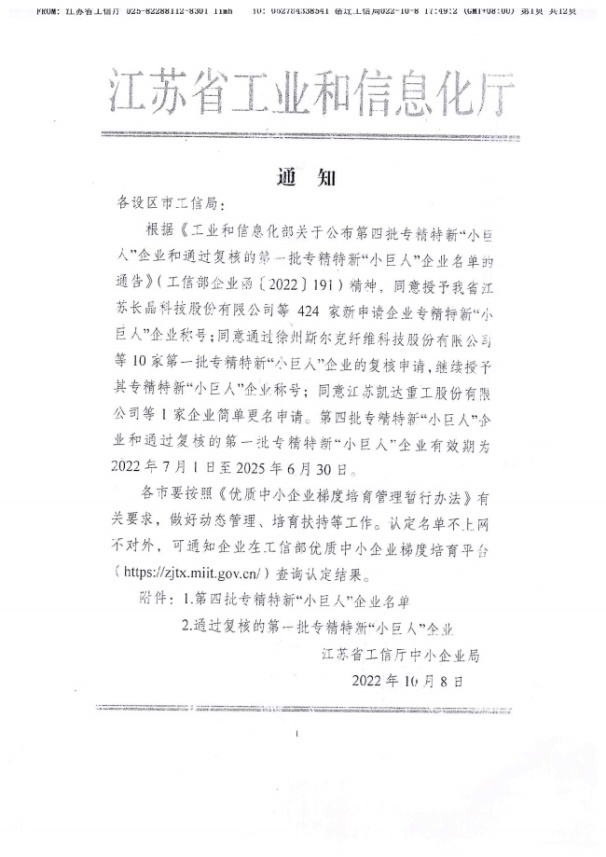 FROM: 江苏省工信厅 025-82288112-8301 limh TO: 052784338541 宿迁工信局022-10-8 17:49:2 (GMT+08:00) 第1页 共12页
江苏省工业和信息化厅
通 知
各设区市工信局：
根据《工业和信息化部关于公布第四批专精特新“小巨
人”企业和通过复核的第一批专精特新“小巨人”企业名单的
通告》（工信部企业函〔2022〕191）精神，同意授予我省江
苏长晶科技股份有限公司等 424 家新申请企业专精特新“小
巨人”企业称号；同意通过徐州斯尔克纤维科技股份有限公司
等 10 家第一批专精特新“小巨人”企业的复核申请，继续授予
其专精特新“小巨人”企业称号；同意江苏凯达重工股份有限
公司等 1 家企业简单更名申请。第四批专精特新“小巨人”企
业和通过复核的第一批专精特新“小巨人”企业有效期为
2022 年 7 月 1 日至 2025 年 6 月 30 日。
各市要按照《优质中小企业梯度培育管理暂行办法》有
关要求，做好动态管理、培育扶持等工作。认定名单不上网
不对外，可通知企业在工信部优质中小企业梯度培育平台
（https://zjtx.miit.gov.cn/）查询认定结果。
附件：1.第四批专精特新“小巨人”企业名单
2.通过复核的第一批专精特新“小巨人”企业
江苏省工信厅中小企业局
2022 年 10 月 8 日
1